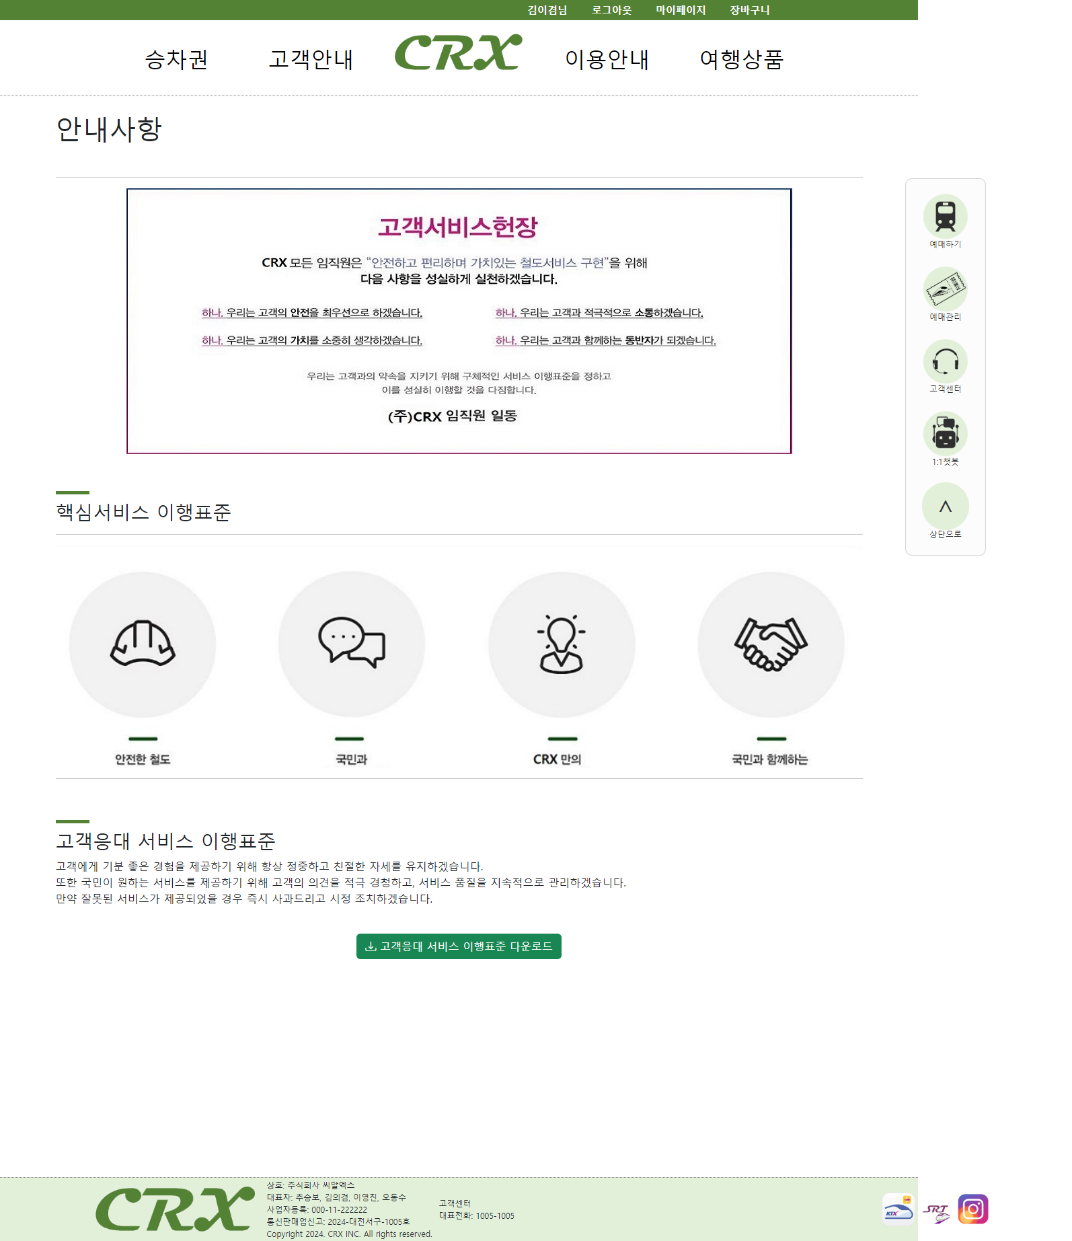 김이겸님 로그아웃 마이페이지 장바구니
승차권 고객안내 CRX 이용안내 여행상품
안내사항
고객서비스헌장
CRX 모든 임직원은 "안전하고 편리하며 가치있는 철도서비스 구현"을 위해
다음 사항을 성실하게 실천하겠습니다.
하나, 우리는 고객의 안전을 최우선으로 하겠습니다.
하나, 우리는 고객과 적극적으로 소통하겠습니다.
하나, 우리는 고객의 가치를 소중히 생각하겠습니다.
하나, 우리는 고객과 함께하는 동반자가 되겠습니다.
우리는 고객과의 약속을 지키기 위해 구체적인 서비스 이행표준을 정하고
이를 성실히 이행할 것을 다짐합니다.
(주)CRX 임직원 일동
예매하기
예매관리
고객센터
1:1챗봇
상단으로
핵심서비스 이행표준
안전한 철도
국민과
CRX 만의
국민과 함께하는
고객응대 서비스 이행표준
고객에게 기분 좋은 경험을 제공하기 위해 항상 정중하고 친절한 자세를 유지하겠습니다.
또한 국민이 원하는 서비스를 제공하기 위해 고객의 의견을 적극 경청하고, 서비스 품질을 지속적으로 관리하겠습니다.
만약 잘못된 서비스가 제공되었을 경우 즉시 사과드리고 시정 조치하겠습니다.
고객응대 서비스 이행표준 다운로드
CRX
상호: 주식회사 씨알엑스
대표자: 추승보, 김의겸, 이영진, 오동수
사업자등록: 000-11-222222
통신판매업신고: 2024-대전서구-1005호
Copyright 2024. CRX INC. All rights reserved.
고객센터
대표전화: 1005-1005
KTX
SRT